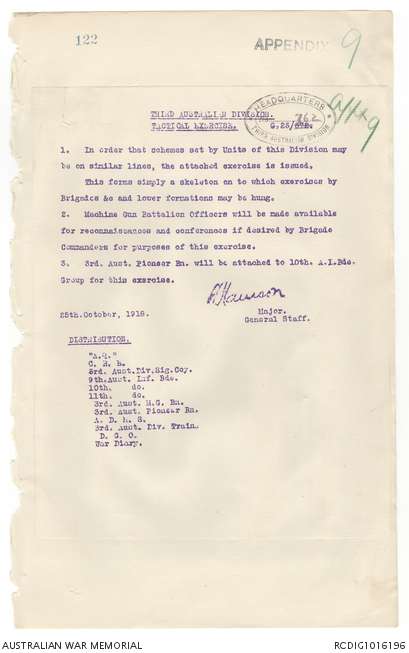 122
APPENDIX 9
THIRD AUSTRALIAN DIVISION.
TACTICAL EXERCISE.
HEADQUARTERS
762
THIRD AUSTRALIAN DIVISION
1. In order that schemes set by Units of this Division may
be on similar lines, the attached exercise is issued.
This forms simply a skeleton on to which exercises by
Brigades &c and lower formations may be hung.
2. Machine Gun Battalion Officers will be made available
for reconnaissances and conferences if desired by Brigade
Commanders for purposes of this exercise.
3. 3rd. Aust. Pioneer Bn. will be attached to 10th. A.I.Bde.
Group for this exercise.
25th.October, 1918.
Major.
General Staff.
DISTRIBUTION.
"A.Q."
C. R. E.
3rd. Aust.Div.Sig.Coy.
9th.Aust. Inf. Bde.
10th. do.
11th. do.
3rd. Aust. M.G. Bn.
3rd. Aust. Pioneer Bn.
A. D. M. S.
3rd. Aust. Div. Train.
D. G. O.
War Diary.
AUSTRALIAN WAR MEMORIAL
RCDIG1016196